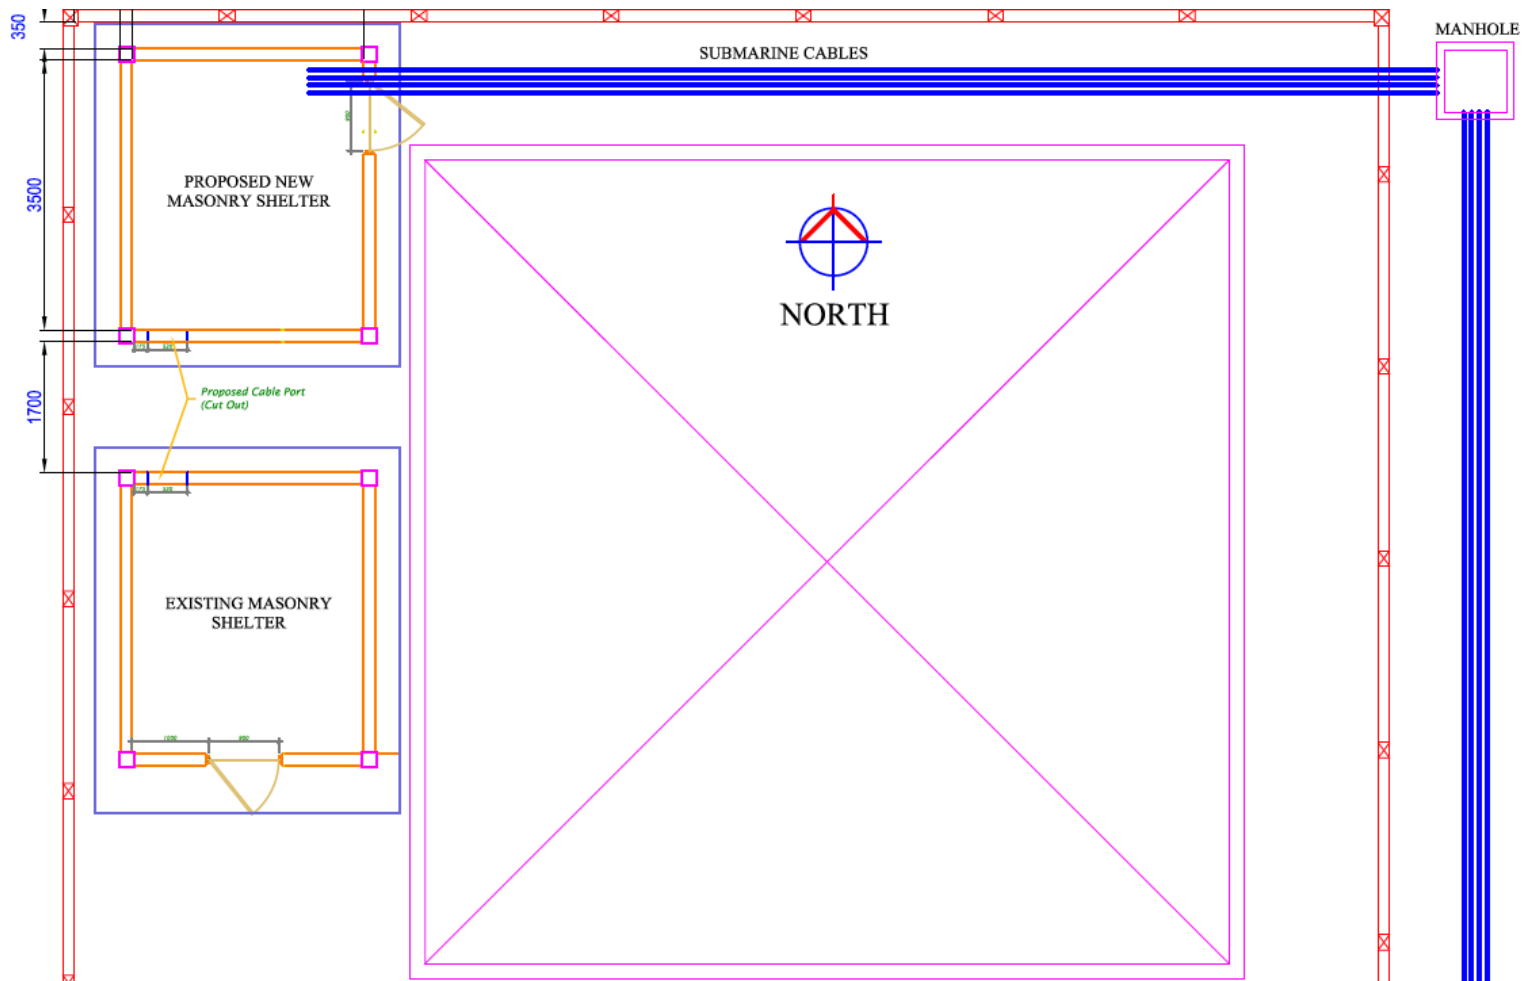 350
MANHOLE
SUBMARINE CABLES
3500
PROPOSED NEW
MASONRY SHELTER
NORTH
1700
Proposed Cable Port
(Cut Out)
EXISTING MASONRY
SHELTER